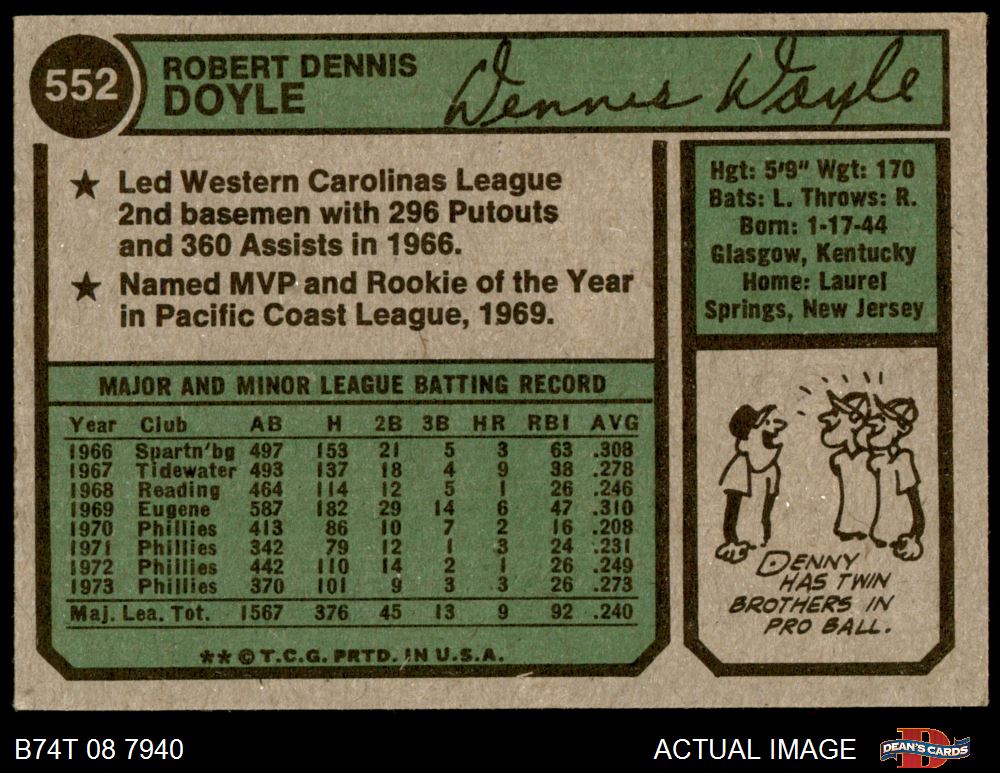 552
ROBERT DENNIS
DOYLE
Dennis Doyle
★ Led Western Carolinas League
2nd basemen with 296 Putouts
and 360 Assists in 1966.
★ Named MVP and Rookie of the Year
in Pacific Coast League, 1969.
Hgt: 5'9" Wgt: 170
Bats: L. Throws: R.
Born: 1-17-44
Glasgow, Kentucky
Home: Laurel
Springs, New Jersey
MAJOR AND MINOR LEAGUE BATTING RECORD
Year Club AB H 2B 3B HR RBI AVG
1966 Spartn'bg 497 153 21 5 3 63 .308
1967 Tidewater 493 137 18 4 9 38 .278
1968 Reading 464 114 12 5 1 26 .246
1969 Eugene 587 182 29 14 6 47 .310
1970 Phillies 413 86 10 7 2 16 .208
1971 Phillies 342 79 12 1 3 24 .231
1972 Phillies 442 110 14 2 1 26 .249
1973 Phillies 370 101 9 3 3 26 .273
Maj. Lea. Tot. 1567 376 45 13 9 92 .240
** © T.C.G. PRTD. IN U.S.A.
DENNY
HAS TWIN
BROTHERS IN
PRO BALL.
B74T 08 7940
ACTUAL IMAGE
DEAN'S CARDS